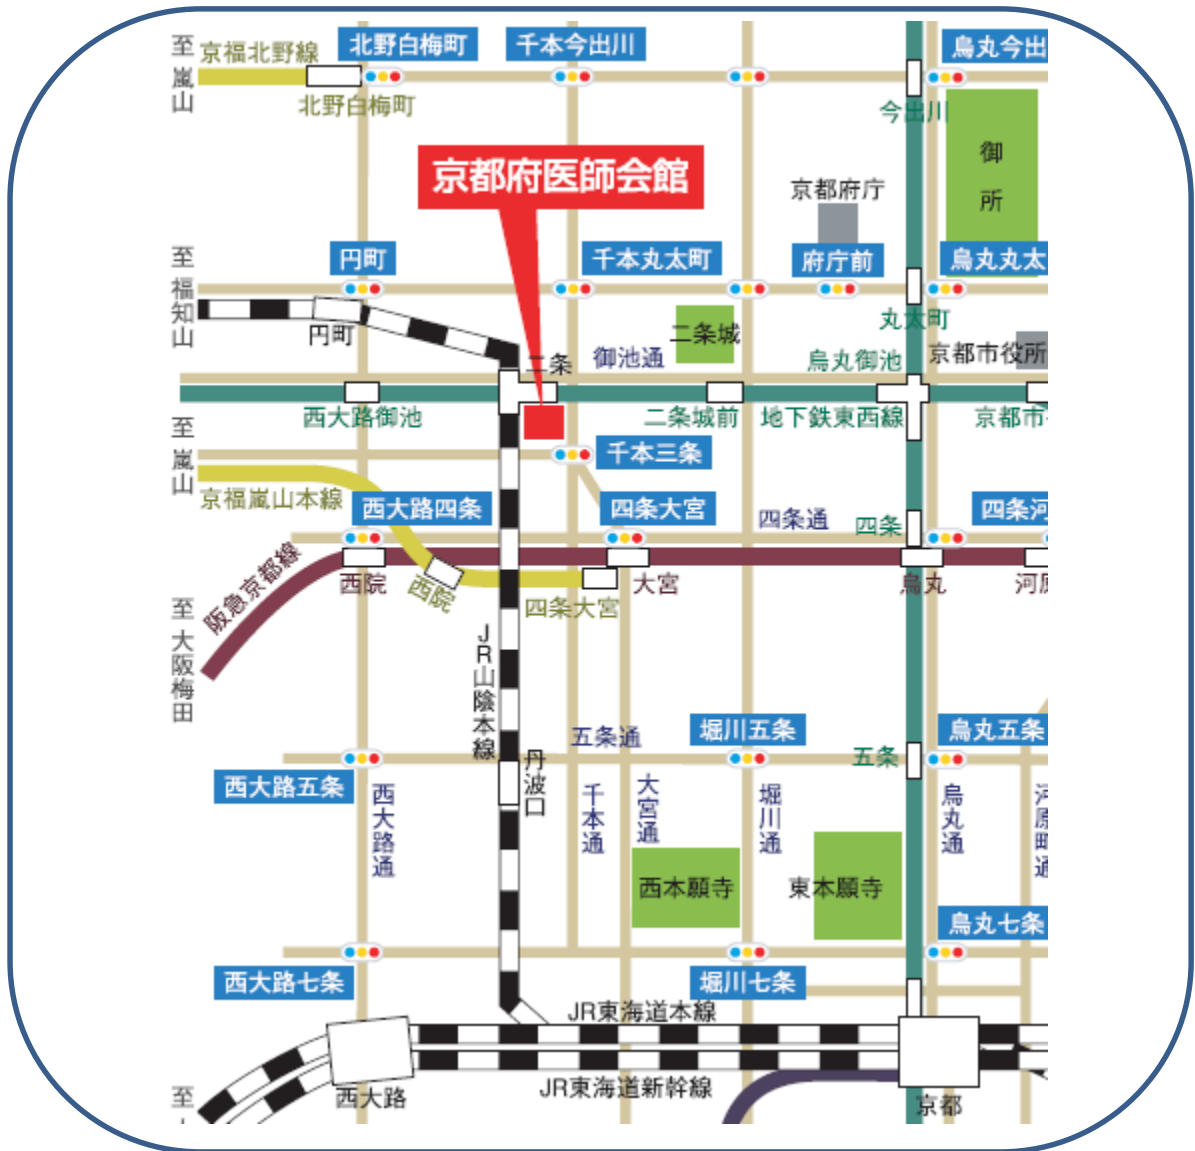 至嵐山
京福北野線
北野白梅町
千本今出川
烏丸今出
北野白梅町
今出川
御所
京都府医師会館
京都府庁
至福知山
円町
千本丸太町
府庁前
烏丸丸太
円町
二条城
丸太町
二条
御池通
烏丸御池
京都市役所
西大路御池
二条城前
地下鉄東西線
京都市
至嵐山
千本三条
京福嵐山本線
西大路四条
四条大宮
四条通
四条
四条河
阪急京都線
西院
西院
大宮
烏丸
河原
四条大宮
至大阪梅田
JR山陰本線
五条通
堀川五条
烏丸五条
五条
丹波口
西大路五条
西大路通
千本通
大宮通
堀川通
烏丸通
河原町通
西本願寺
東本願寺
烏丸七条
西大路七条
堀川七条
JR東海道本線
JR東海道新幹線
西大路
京都
至